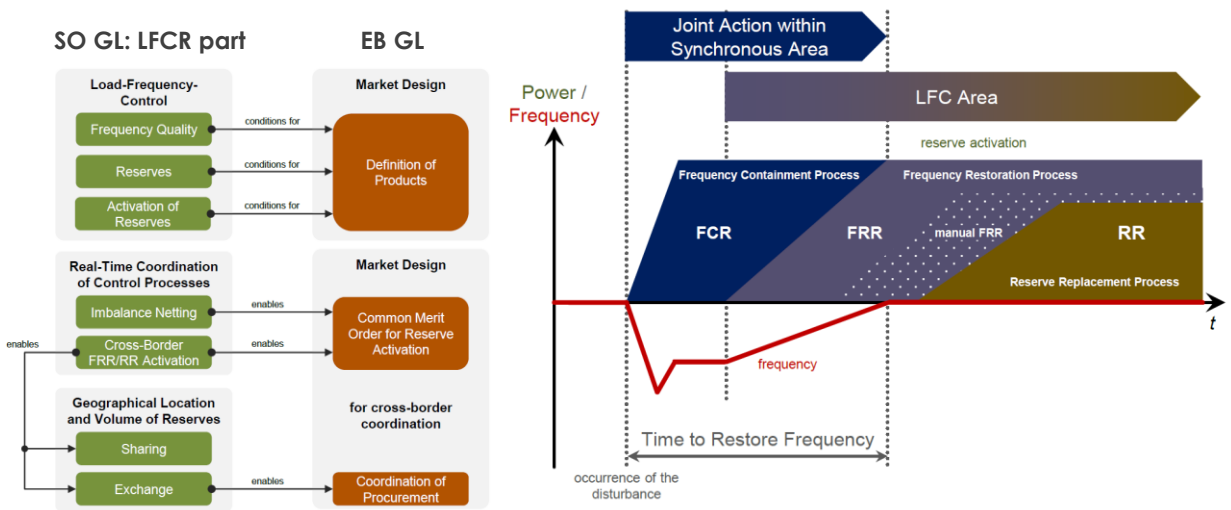 SO GL: LFCR part
EB GL
Load-Frequency-
Control
Frequency Quality
Reserves
Activation of
Reserves
conditions for
conditions for
conditions for
Market Design
Definition of
Products
Real-Time Coordination
of Control Processes
Imbalance Netting
Cross-Border
FRR/RR Activation
enables
enables
enables
Market Design
Common Merit
Order for Reserve
Activation
Geographical Location
and Volume of Reserves
Sharing
Exchange
enables
for cross-border
coordination
Coordination of
Procurement
Joint Action within
Synchronous Area
LFC Area
Power /
Frequency
reserve activation
Frequency Containment Process
Frequency Restoration Process
FCR
FRR
manual FRR
RR
Reserve Replacement Process
t
frequency
Time to Restore Frequency
occurrence of the
disturbance